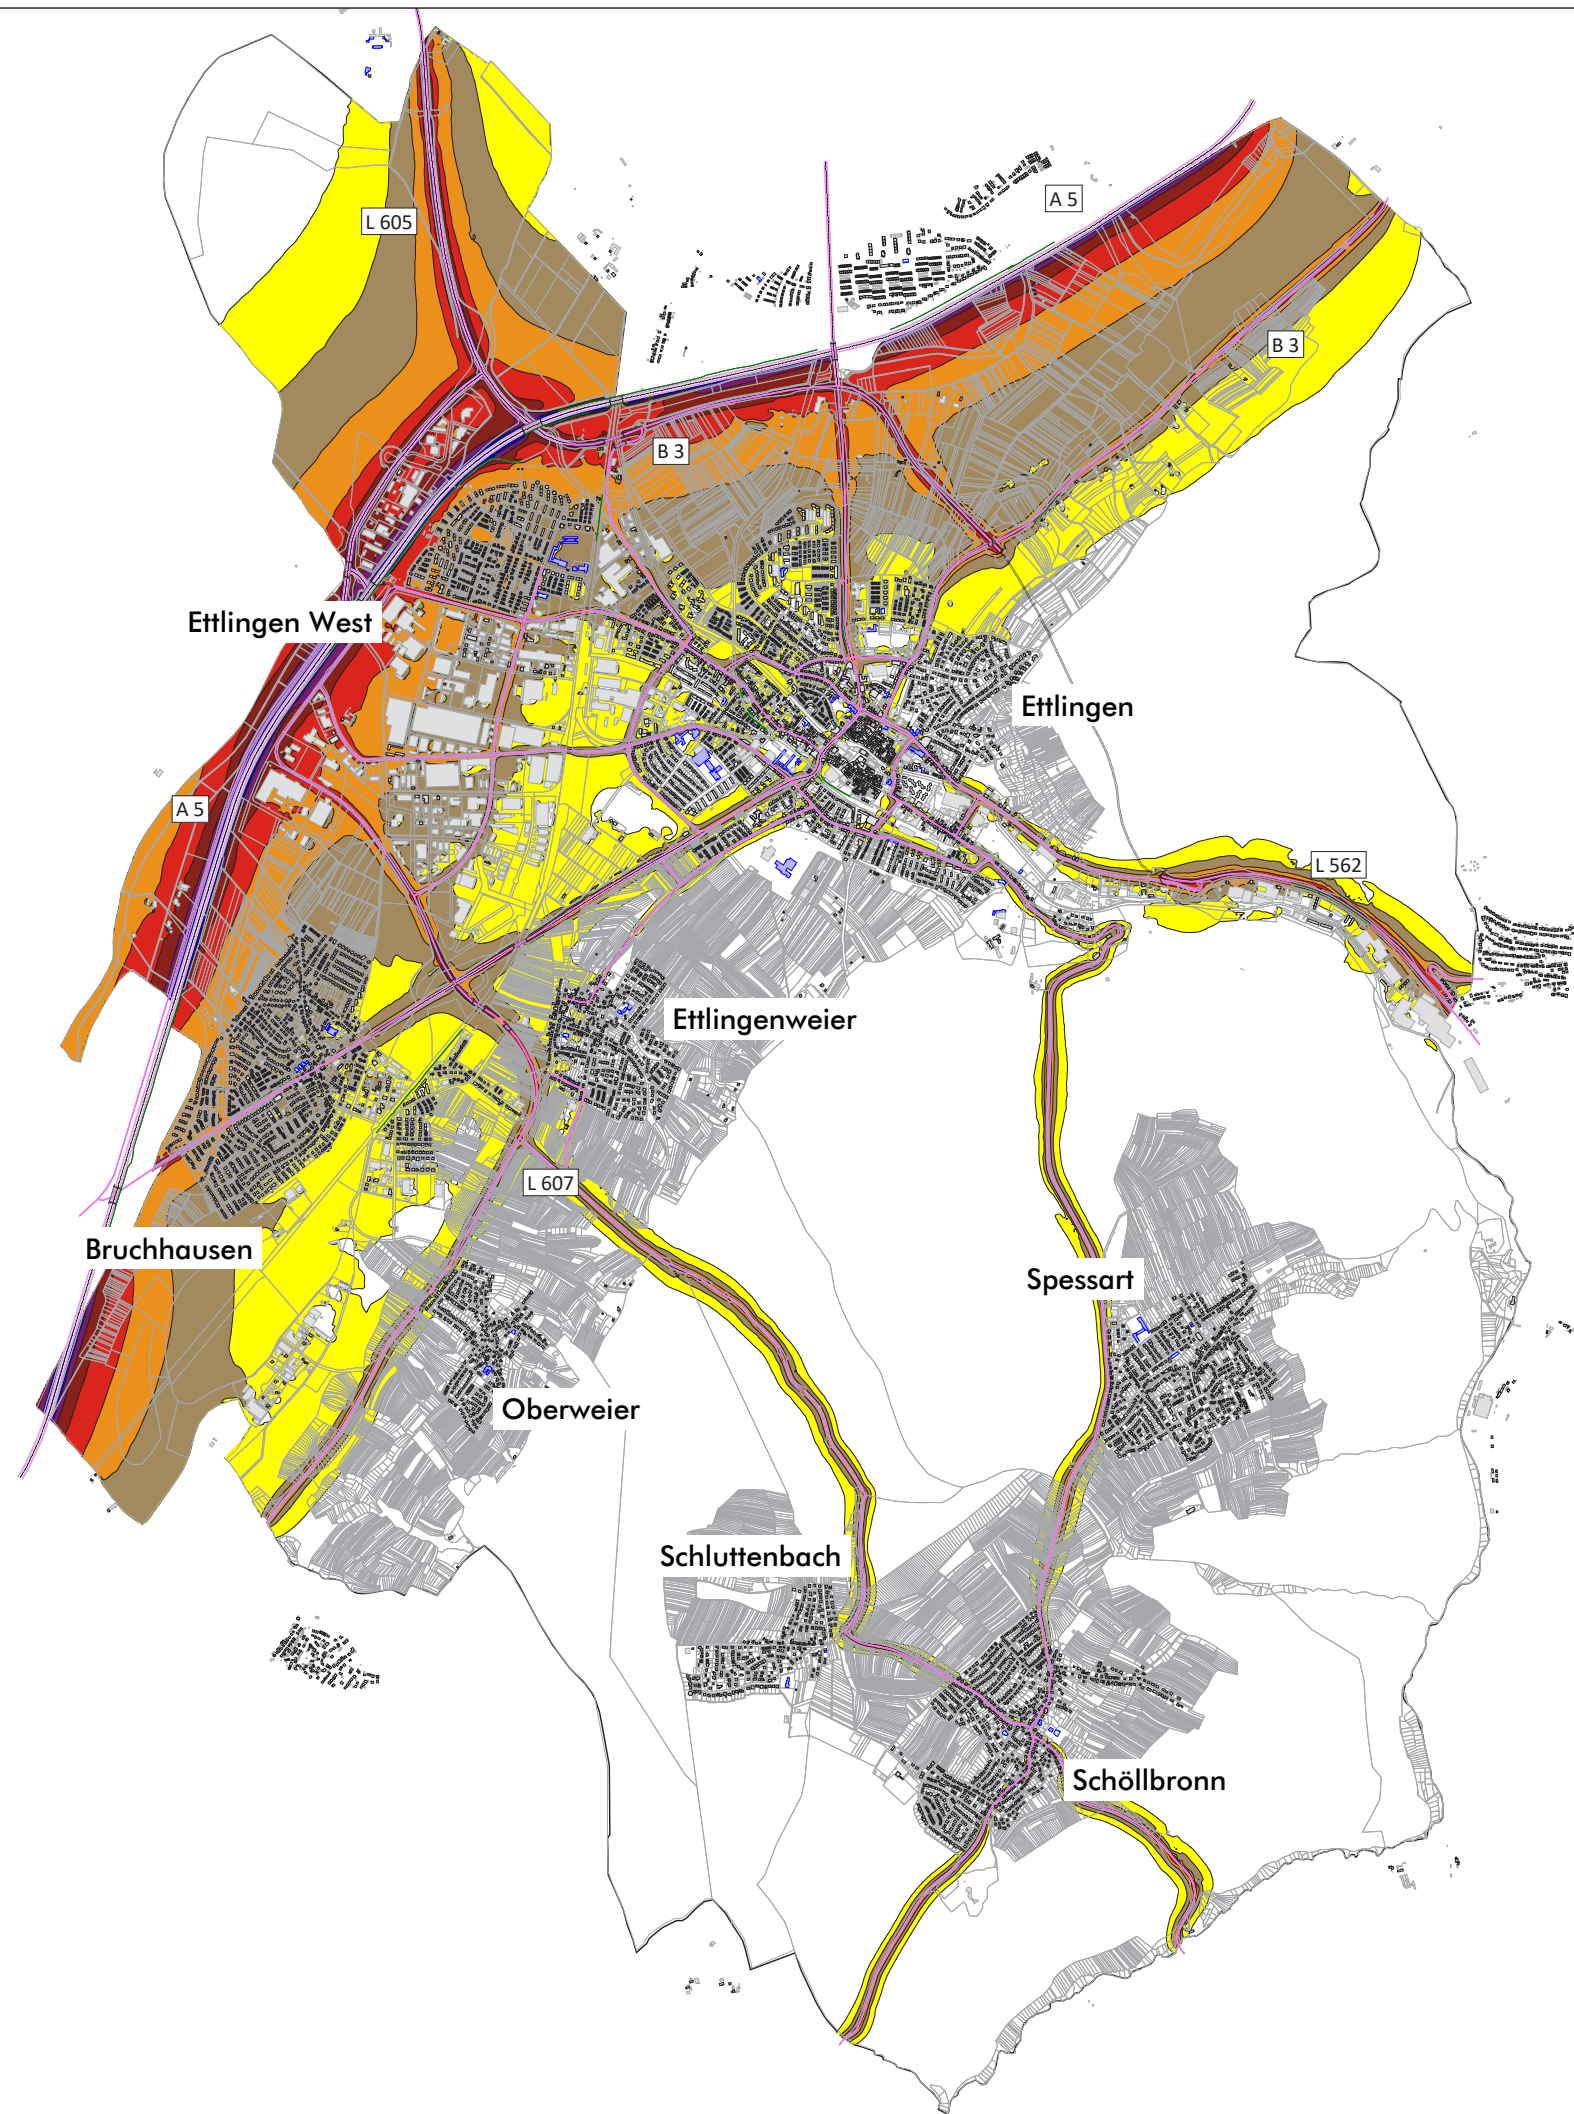 L 605
A 5
B 3
B 3
Ettlingen West
Ettlingen
A 5
L 562
Ettlingenweier
L 607
Bruchhausen
Spessart
Oberweier
Schluttenbach
Schöllbronn